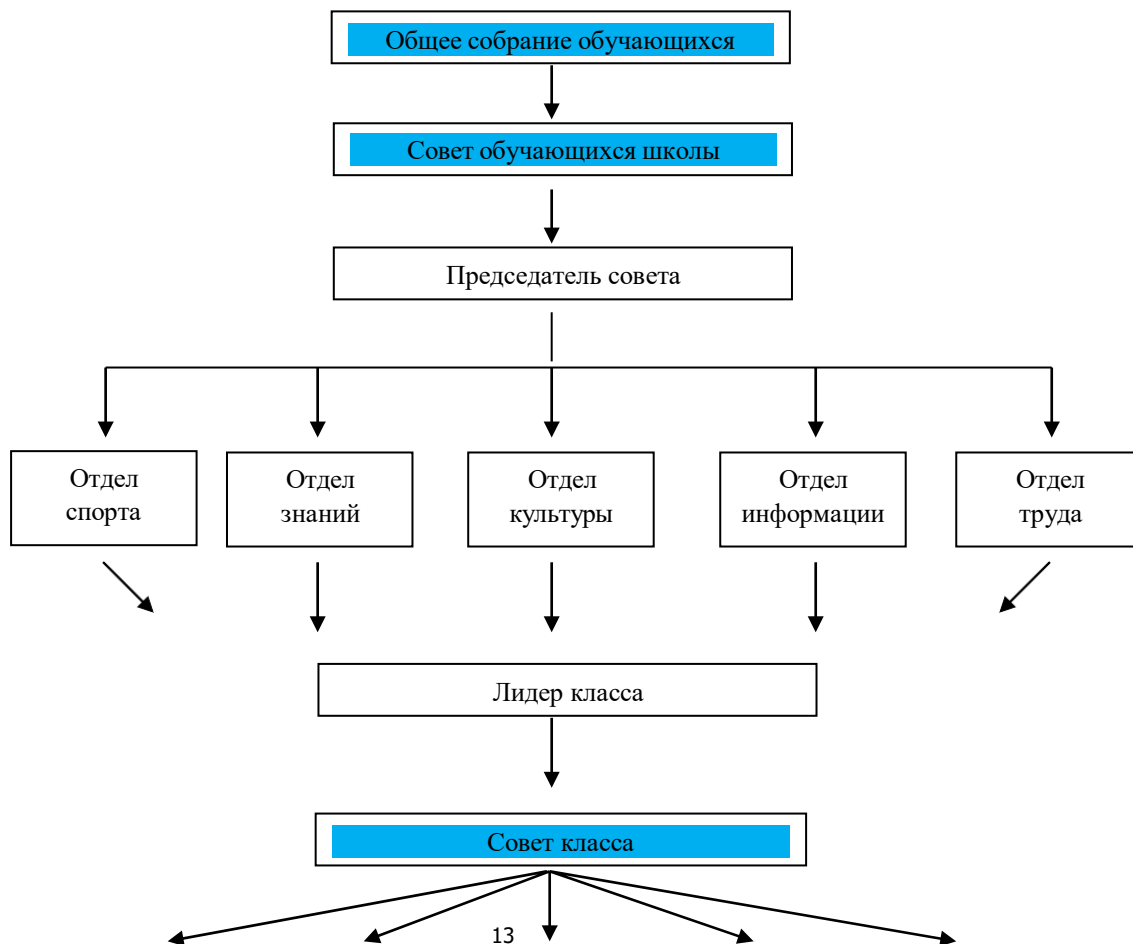 Общее собрание обучающихся
Совет обучающихся школы
Председатель совета
Отдел
спорта
Отдел
знаний
Отдел
культуры
Отдел
информации
Отдел
труда
Лидер класса
Совет класса
13